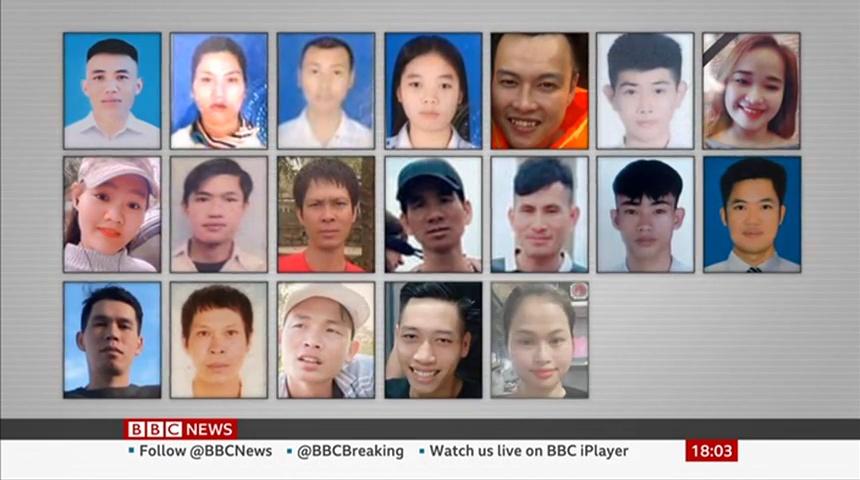 BBC NEWS
Follow @BBCNews ▪ @BBCBreaking ▪ Watch us live on BBC iPlayer 18:03